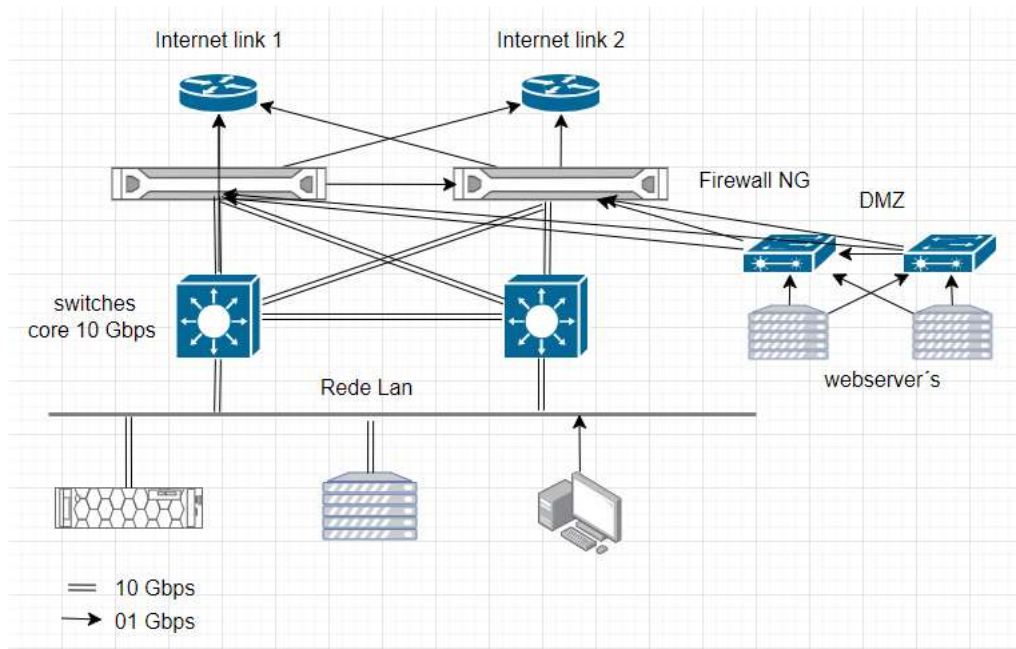 Internet link 1
Internet link 2
Firewall NG
DMZ
switches
core 10 Gbps
webserver´s
Rede Lan
10 Gbps
01 Gbps